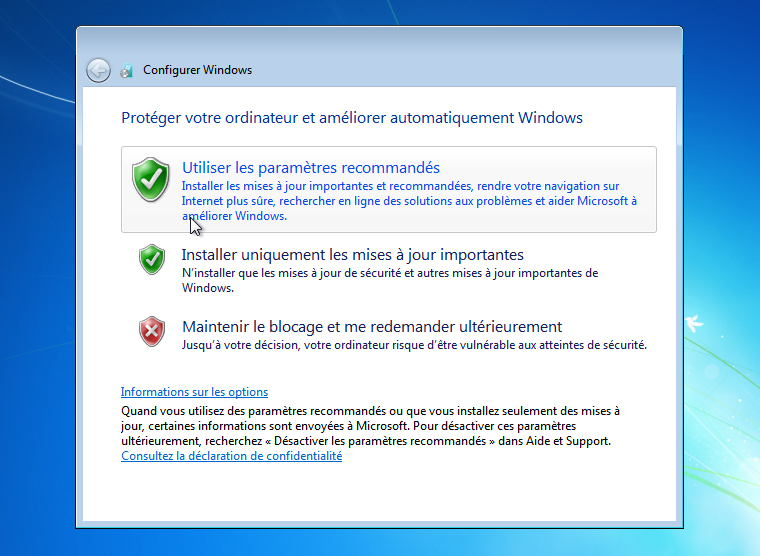 Configurer Windows
Protéger votre ordinateur et améliorer automatiquement Windows
Utiliser les paramètres recommandés
Installer les mises à jour importantes et recommandées, rendre votre navigation sur
Internet plus sûre, rechercher en ligne des solutions aux problèmes et aider Microsoft à
améliorer Windows.
Installer uniquement les mises à jour importantes
N'installer que les mises à jour de sécurité et autres mises à jour importantes de
Windows.
Maintenir le blocage et me redemander ultérieurement
Jusqu'à votre décision, votre ordinateur risque d'être vulnérable aux atteintes de sécurité.
Informations sur les options
Quand vous utilisez des paramètres recommandés ou que vous installez seulement des mises à
jour, certaines informations sont envoyées à Microsoft. Pour désactiver ces paramètres
ultérieurement, recherchez « Désactiver les paramètres recommandés » dans Aide et Support.
Consultez la déclaration de confidentialité